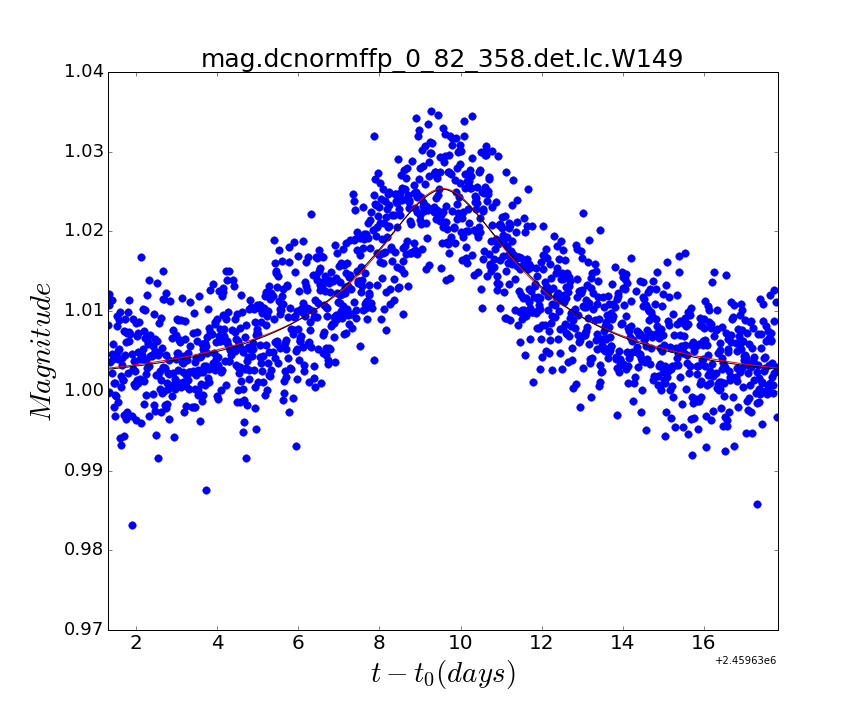 mag.dcnormffp_0_82_358.det.lc.W149
1.04
1.03
1.02
1.01
1.00
0.99
0.98
0.97
Magnitude
2 4 6 8 10 12 14 16
+2.45963e6
t − t₀(days)